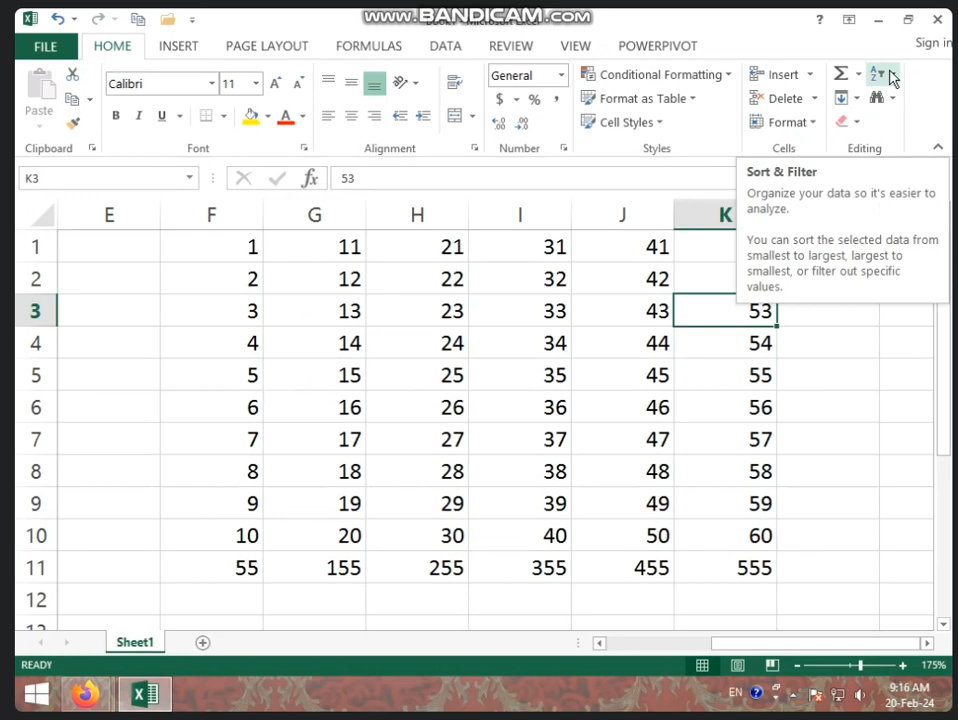 www.BANDICAM.com
FILE HOME INSERT PAGE LAYOUT FORMULAS DATA REVIEW VIEW POWERPIVOT Sign in
Paste
Calibri 11
B I U A
General
$ % ,
Conditional Formatting
Format as Table
Cell Styles
Insert
Delete
Format
Clipboard Font Alignment Number Styles Cells Editing
K3 fx 53
Sort & Filter
Organize your data so it's easier to
analyze.
You can sort the selected data from
smallest to largest, largest to
smallest, or filter out specific
values.
E F G H I J K
1 1 11 21 31 41
2 2 12 22 32 42
3 3 13 23 33 43 53
4 4 14 24 34 44 54
5 5 15 25 35 45 55
6 6 16 26 36 46 56
7 7 17 27 37 47 57
8 8 18 28 38 48 58
9 9 19 29 39 49 59
10 10 20 30 40 50 60
11 55 155 255 355 455 555
12
Sheet1
READY 175%
EN 9:16 AM
20-Feb-24